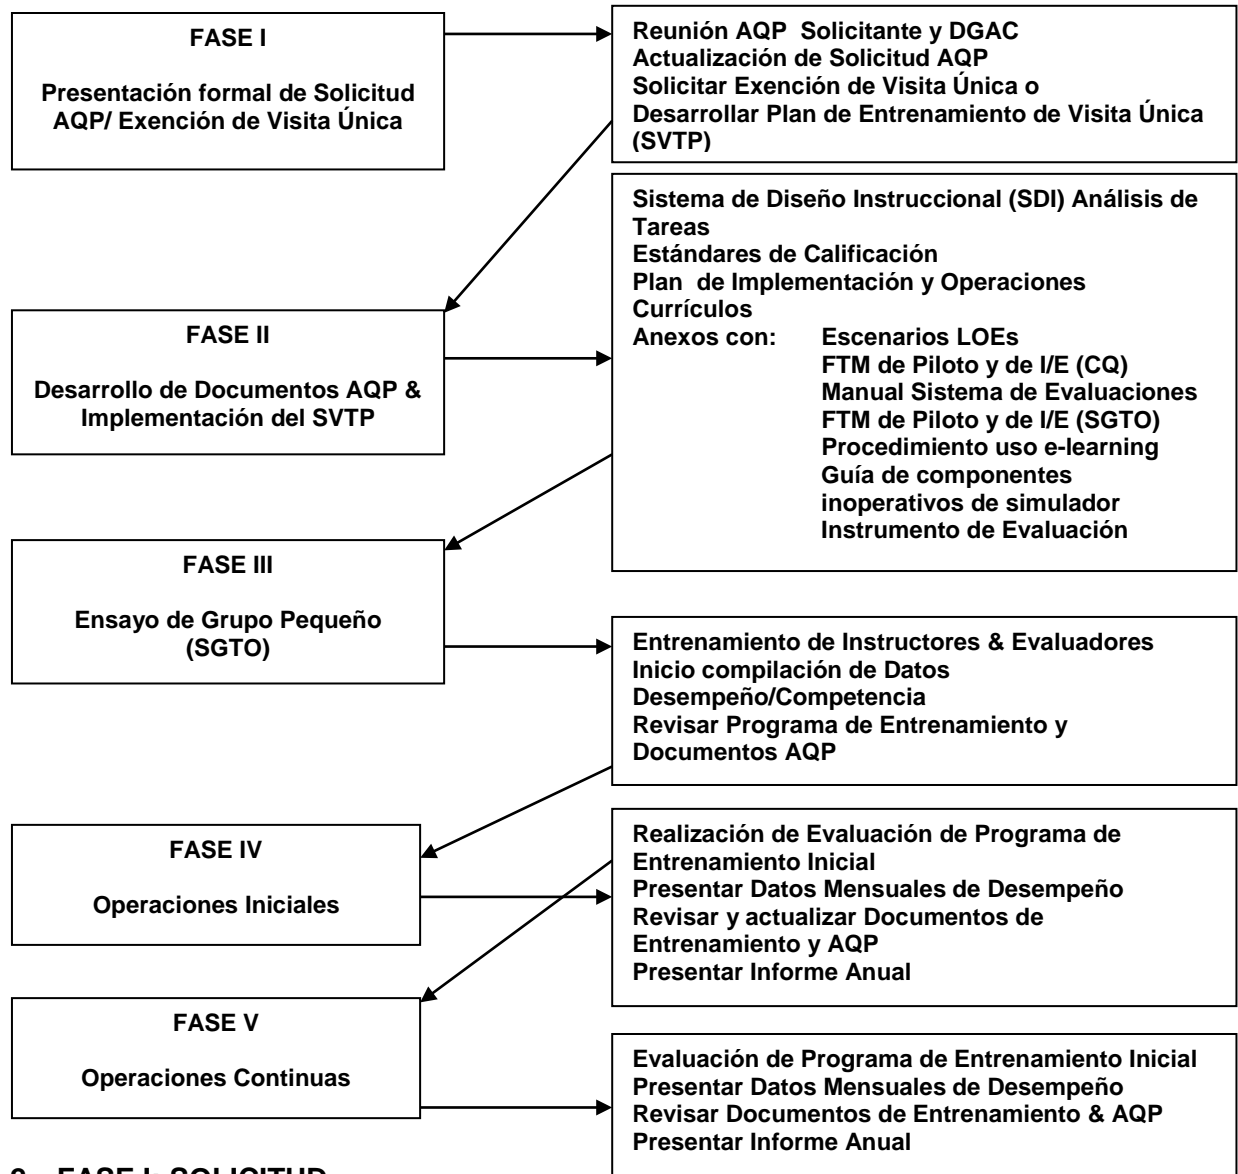 FASE I
Presentación formal de Solicitud
AQP/ Exención de Visita Única
Reunión AQP Solicitante y DGAC
Actualización de Solicitud AQP
Solicitar Exención de Visita Única o
Desarrollar Plan de Entrenamiento de Visita Única
(SVTP)
FASE II
Desarrollo de Documentos AQP &
Implementación del SVTP
Sistema de Diseño Instruccional (SDI) Análisis de
Tareas
Estándares de Calificación
Plan de Implementación y Operaciones
Currículos
Anexos con: Escenarios LOEs
FTM de Piloto y de I/E (CQ)
Manual Sistema de Evaluaciones
FTM de Piloto y de I/E (SGTO)
Procedimiento uso e-learning
Guía de componentes
inoperativos de simulador
Instrumento de Evaluación
FASE III
Ensayo de Grupo Pequeño
(SGTO)
Entrenamiento de Instructores & Evaluadores
Inicio compilación de Datos
Desempeño/Competencia
Revisar Programa de Entrenamiento y
Documentos AQP
FASE IV
Operaciones Iniciales
Realización de Evaluación de Programa de
Entrenamiento Inicial
Presentar Datos Mensuales de Desempeño
Revisar y actualizar Documentos de
Entrenamiento y AQP
Presentar Informe Anual
FASE V
Operaciones Continuas
Evaluación de Programa de Entrenamiento Inicial
Presentar Datos Mensuales de Desempeño
Revisar Documentos de Entrenamiento & AQP
Presentar Informe Anual
FASE I: SOLICITUD